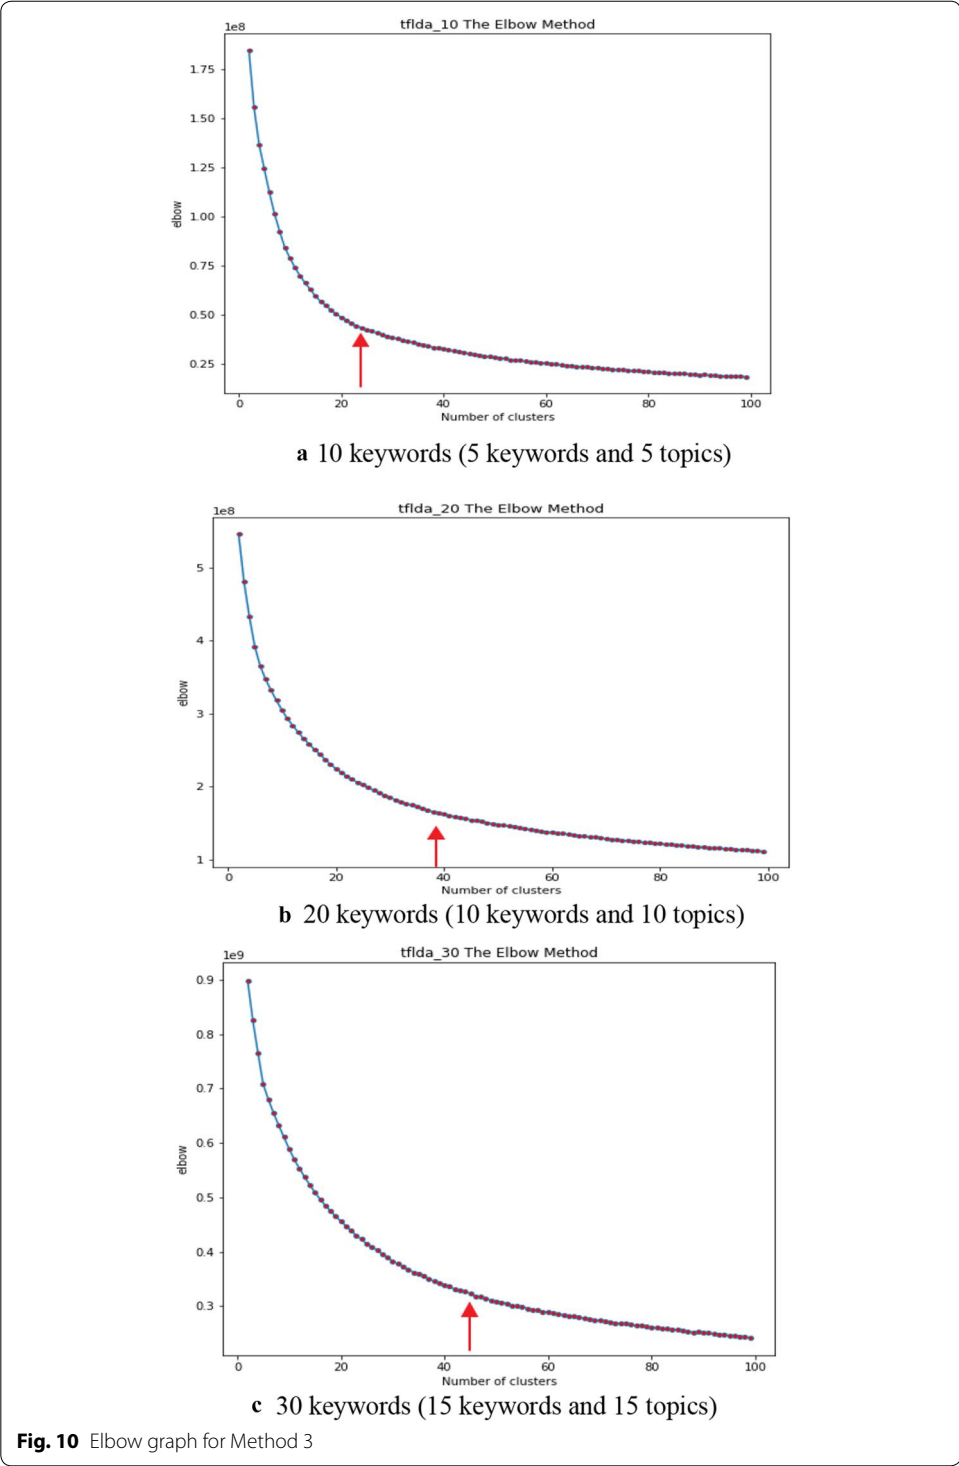 tflda_10 The Elbow Method
1e8
1.75
1.50
1.25
1.00
0.75
0.50
0.25
elbow
0 20 40 60 80 100
Number of clusters
a 10 keywords (5 keywords and 5 topics)
tflda_20 The Elbow Method
1e8
5
4
3
2
1
elbow
0 20 40 60 80 100
Number of clusters
b 20 keywords (10 keywords and 10 topics)
tflda_30 The Elbow Method
1e9
0.9
0.8
0.7
0.6
0.5
0.4
0.3
elbow
0 20 40 60 80 100
Number of clusters
c 30 keywords (15 keywords and 15 topics)
Fig. 10 Elbow graph for Method 3